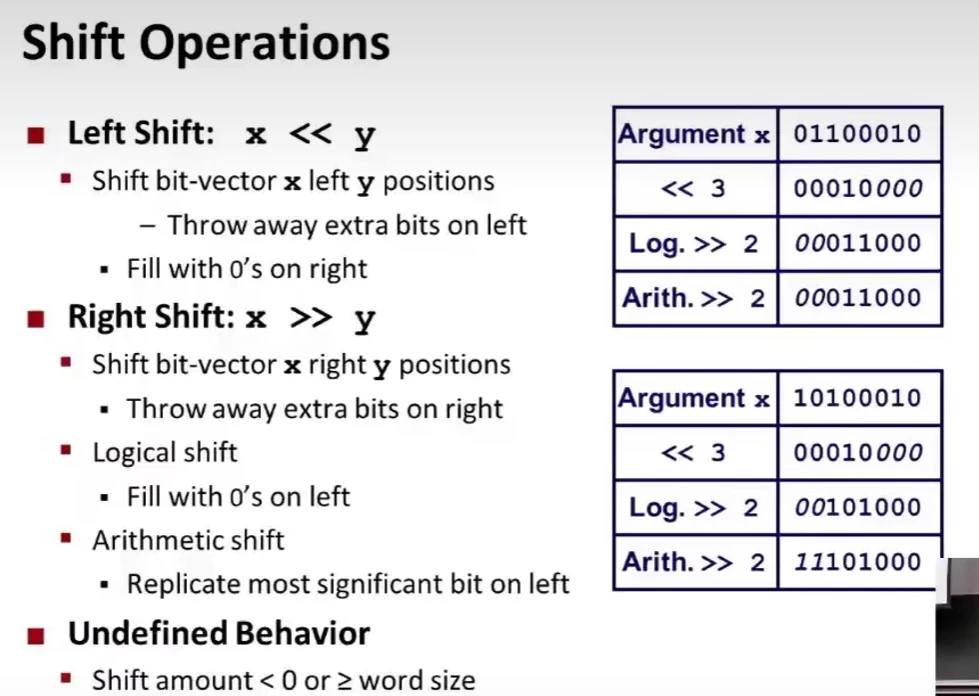 Shift Operations
Left Shift: x << y
Shift bit-vector x left y positions
– Throw away extra bits on left
Fill with 0's on right
Right Shift: x >> y
Shift bit-vector x right y positions
Throw away extra bits on right
Logical shift
Fill with 0's on left
Arithmetic shift
Replicate most significant bit on left
Undefined Behavior
Shift amount < 0 or ≥ word size
Argument x 01100010
<< 3 00010000
Log. >> 2 00011000
Arith. >> 2 00011000
Argument x 10100010
<< 3 00010000
Log. >> 2 00101000
Arith. >> 2 11101000